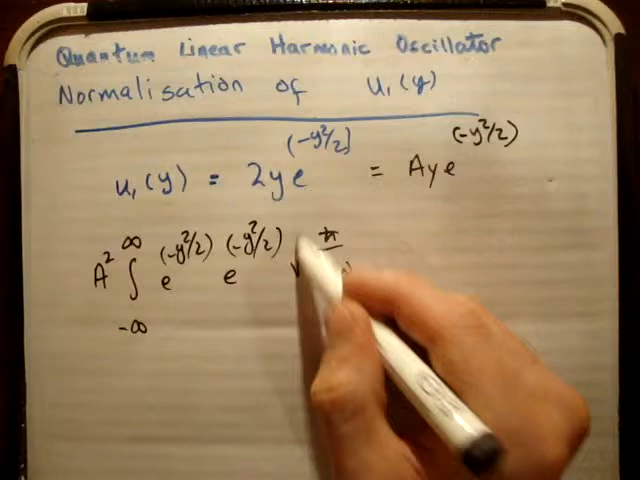 Quantum Linear Harmonic Oscillator
Normalisation of u₁(y)
u₁(y) = 2ye^(-y²/2) = Aye^(-y²/2)
A² ∫_{-∞}^{∞} e^(-y²/2) e^(-y²/2) ħ